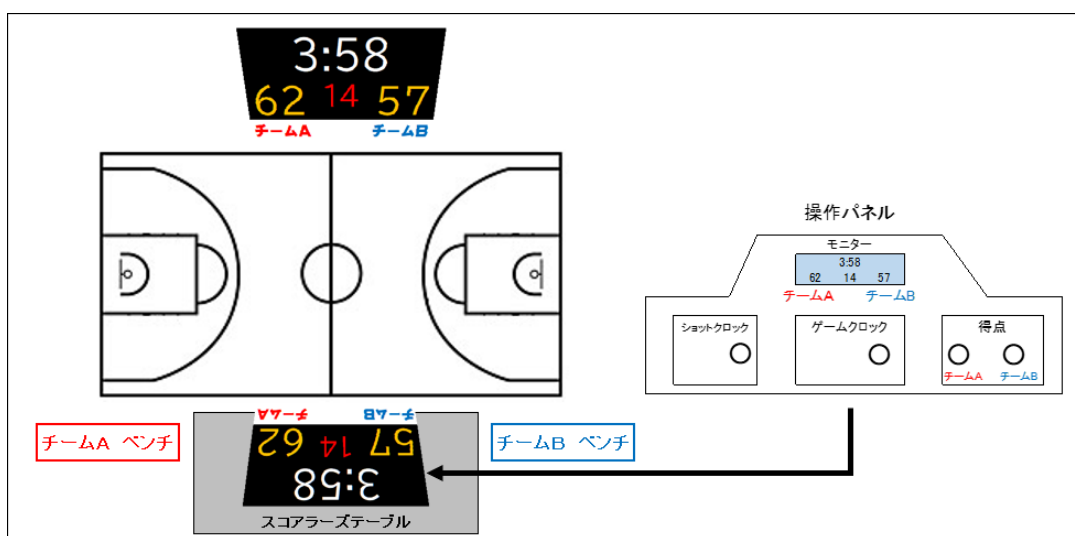 3:58
62 14 57
チームA チームB
操作パネル
モニター
3:58
62 14 57
チームA チームB
ショットクロック ゲームクロック 得点
チームA チームB
チームA チームB
チームA ベンチ
62 14 57
チームB ベンチ
3:58
スコアラーズテーブル